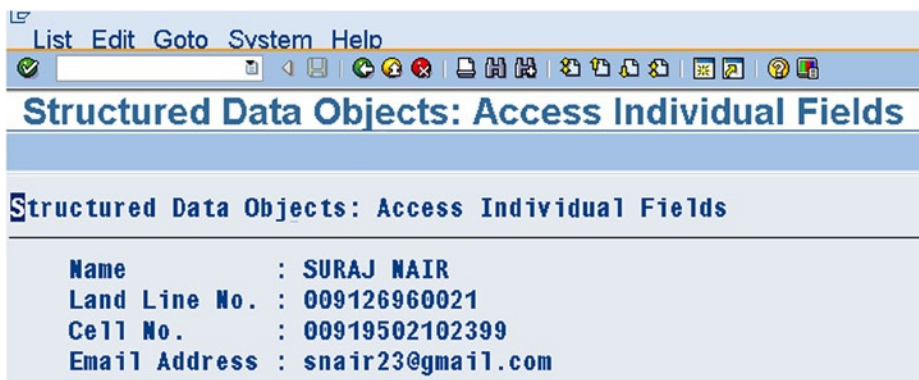 List Edit Goto System Help
Structured Data Objects: Access Individual Fields
Structured Data Objects: Access Individual Fields
Name : SURAJ NAIR
Land Line No. : 009126960021
Cell No. : 00919502102399
Email Address : snair23@gmail.com